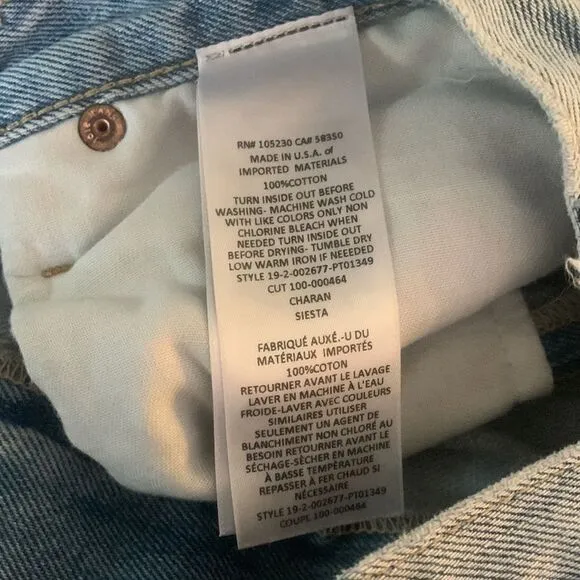 RN# 105230 CA# 58350
MADE IN U.S.A. of
IMPORTED MATERIALS
100%COTTON
TURN INSIDE OUT BEFORE
WASHING- MACHINE WASH COLD
WITH LIKE COLORS ONLY NON
CHLORINE BLEACH WHEN
NEEDED TURN INSIDE OUT
BEFORE DRYING- TUMBLE DRY
LOW WARM IRON IF NEEDED
STYLE 19-2-002677-PT01349
CUT 100-000464
CHARAN
SIESTA
FABRIQUÉ AUXÉ.-U DU
MATÉRIAUX IMPORTÉS
100%COTON
RETOURNER AVANT LE LAVAGE
LAVER EN MACHINE À L'EAU
FROIDE-LAVER AVEC COULEURS
SIMILAIRES UTILISER
SEULEMENT UN AGENT DE
BLANCHIMENT NON CHLORÉ AU
BESOIN RETOURNER AVANT LE
SÉCHAGE-SÉCHER EN MACHINE
À BASSE TEMPÉRATURE
REPASSER À FER CHAUD SI
NÉCESSAIRE
STYLE 19-2-002677-PT01349
COUPE 100-000464